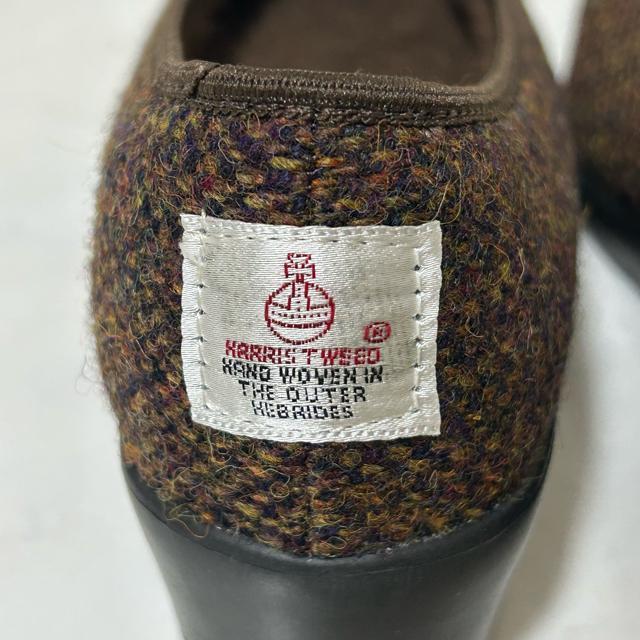 ®
HARRIS TWEED
HAND WOVEN IN
THE OUTER
HEBRIDES